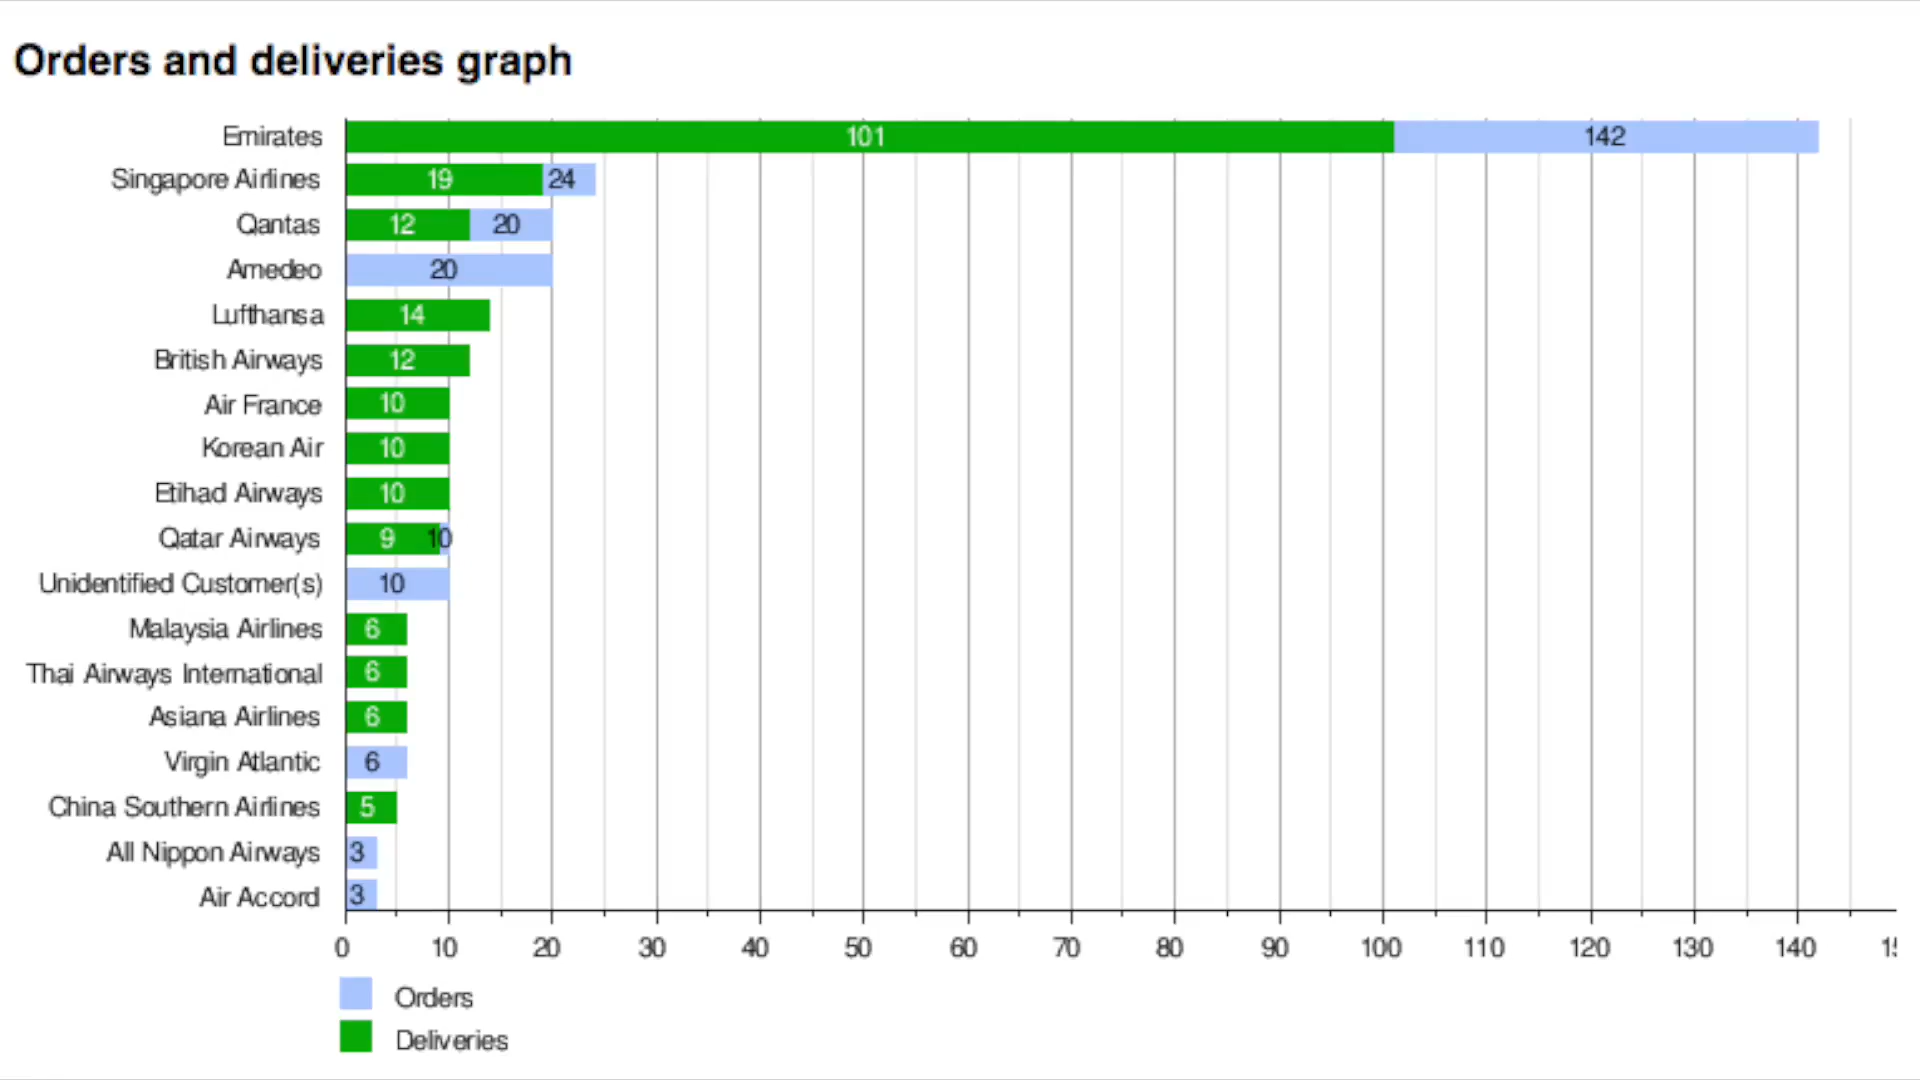 Orders and deliveries graph
Emirates 101 142
Singapore Airlines 19 24
Qantas 12 20
Amedeo 20
Lufthansa 14
British Airways 12
Air France 10
Korean Air 10
Etihad Airways 10
Qatar Airways 9 10
Unidentified Customer(s) 10
Malaysia Airlines 6
Thai Airways International 6
Asiana Airlines 6
Virgin Atlantic 6
China Southern Airlines 5
All Nippon Airways 3
Air Accord 3
0 10 20 30 40 50 60 70 80 90 100 110 120 130 140
Orders
Deliveries